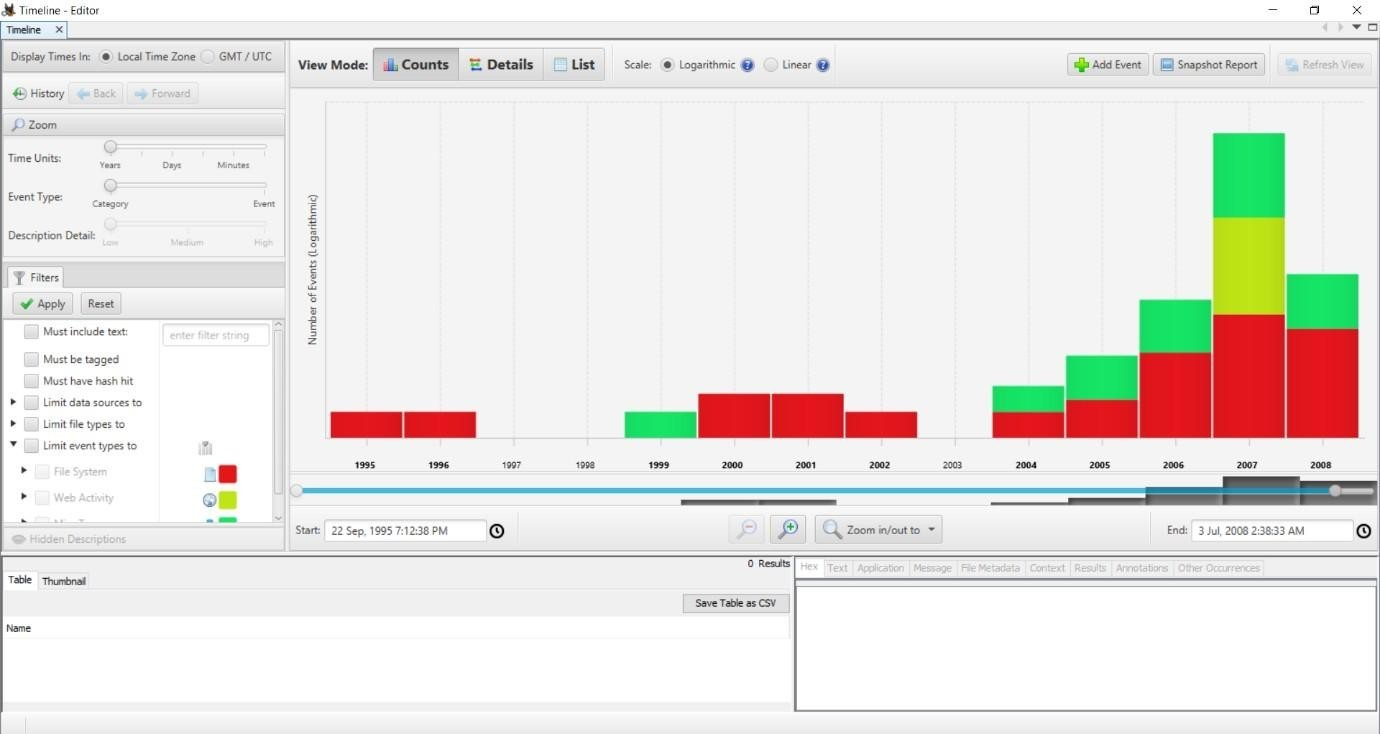 Timeline - Editor
Timeline
Display Times In: Local Time Zone GMT / UTC
View Mode: Counts Details List Scale: Logarithmic Linear Add Event Snapshot Report Refresh View
History Back Forward
Zoom
Time Units:
Years Days Minutes
Event Type:
Category Event
Description Detail:
Low Medium High
Filters
Apply Reset
Must include text: enter filter string
Must be tagged
Must have hash hit
Limit data sources to
Limit file types to
Limit event types to
File System
Web Activity
Hidden Descriptions
Number of Events (Logarithmic)
1995 1996 1997 1998 1999 2000 2001 2002 2003 2004 2005 2006 2007 2008
Start: 22 Sep, 1995 7:12:38 PM Zoom in/out to End: 3 Jul, 2008 2:38:33 AM
0 Results
Table Thumbnail
Save Table as CSV
Name
Hex Text Application Message File Metadata Context Results Annotations Other Occurrences